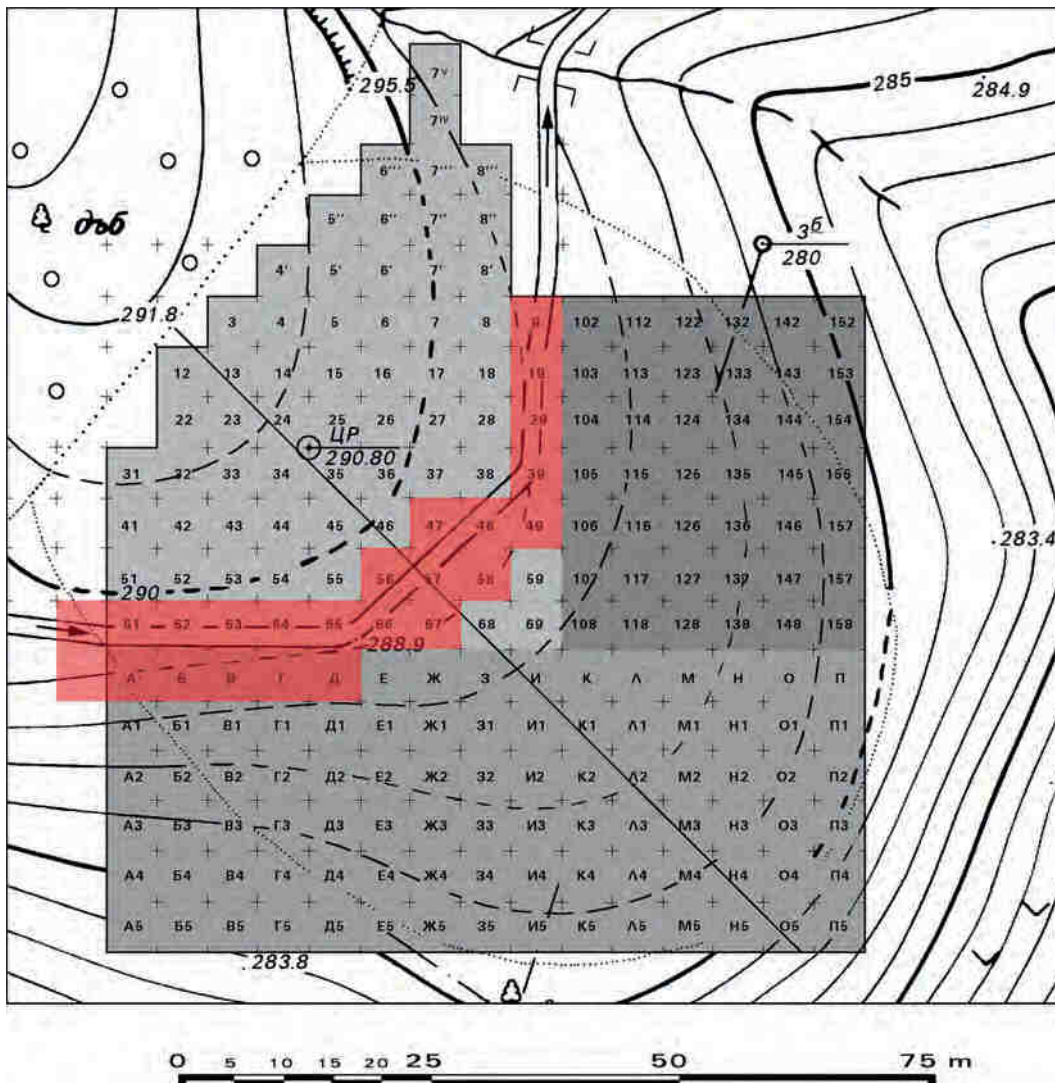 295.5
7ᵛ
7ᴵⱽ
285
284.9
6''' 7''' 8'''
дъб
5'' 6'' 7'' 8''
3б
280
4' 5' 6' 7' 8'
291.8
3 4 5 6 7 8 9 102 112 122 132 142 152
12 13 14 15 16 17 18 19 103 113 123 133 143 153
22 23 24 25 26 27 28 29 104 114 124 134 144 154
ЦР
290.80
31 32 33 34 35 36 37 38 39 105 115 125 135 145 155
41 42 43 44 45 46 47 48 49 106 116 126 136 146 157
283.4
51 52 53 54 55 56 57 58 59 107 117 127 137 147 157
290
61 62 63 64 65 66 67 68 69 108 118 128 138 148 158
288.9
А Б В Г Д Е Ж З И К Л М Н О П
А1 Б1 В1 Г1 Д1 Е1 Ж1 З1 И1 К1 Л1 М1 Н1 О1 П1
А2 Б2 В2 Г2 Д2 Е2 Ж2 З2 И2 К2 Л2 М2 Н2 О2 П2
А3 Б3 В3 Г3 Д3 Е3 Ж3 З3 И3 К3 Л3 М3 Н3 О3 П3
А4 Б4 В4 Г4 Д4 Е4 Ж4 З4 И4 К4 Л4 М4 Н4 О4 П4
А5 Б5 В5 Г5 Д5 Е5 Ж5 З5 И5 К5 Л5 М5 Н5 О5 П5
283.8
0 5 10 15 20 25 50 75 m